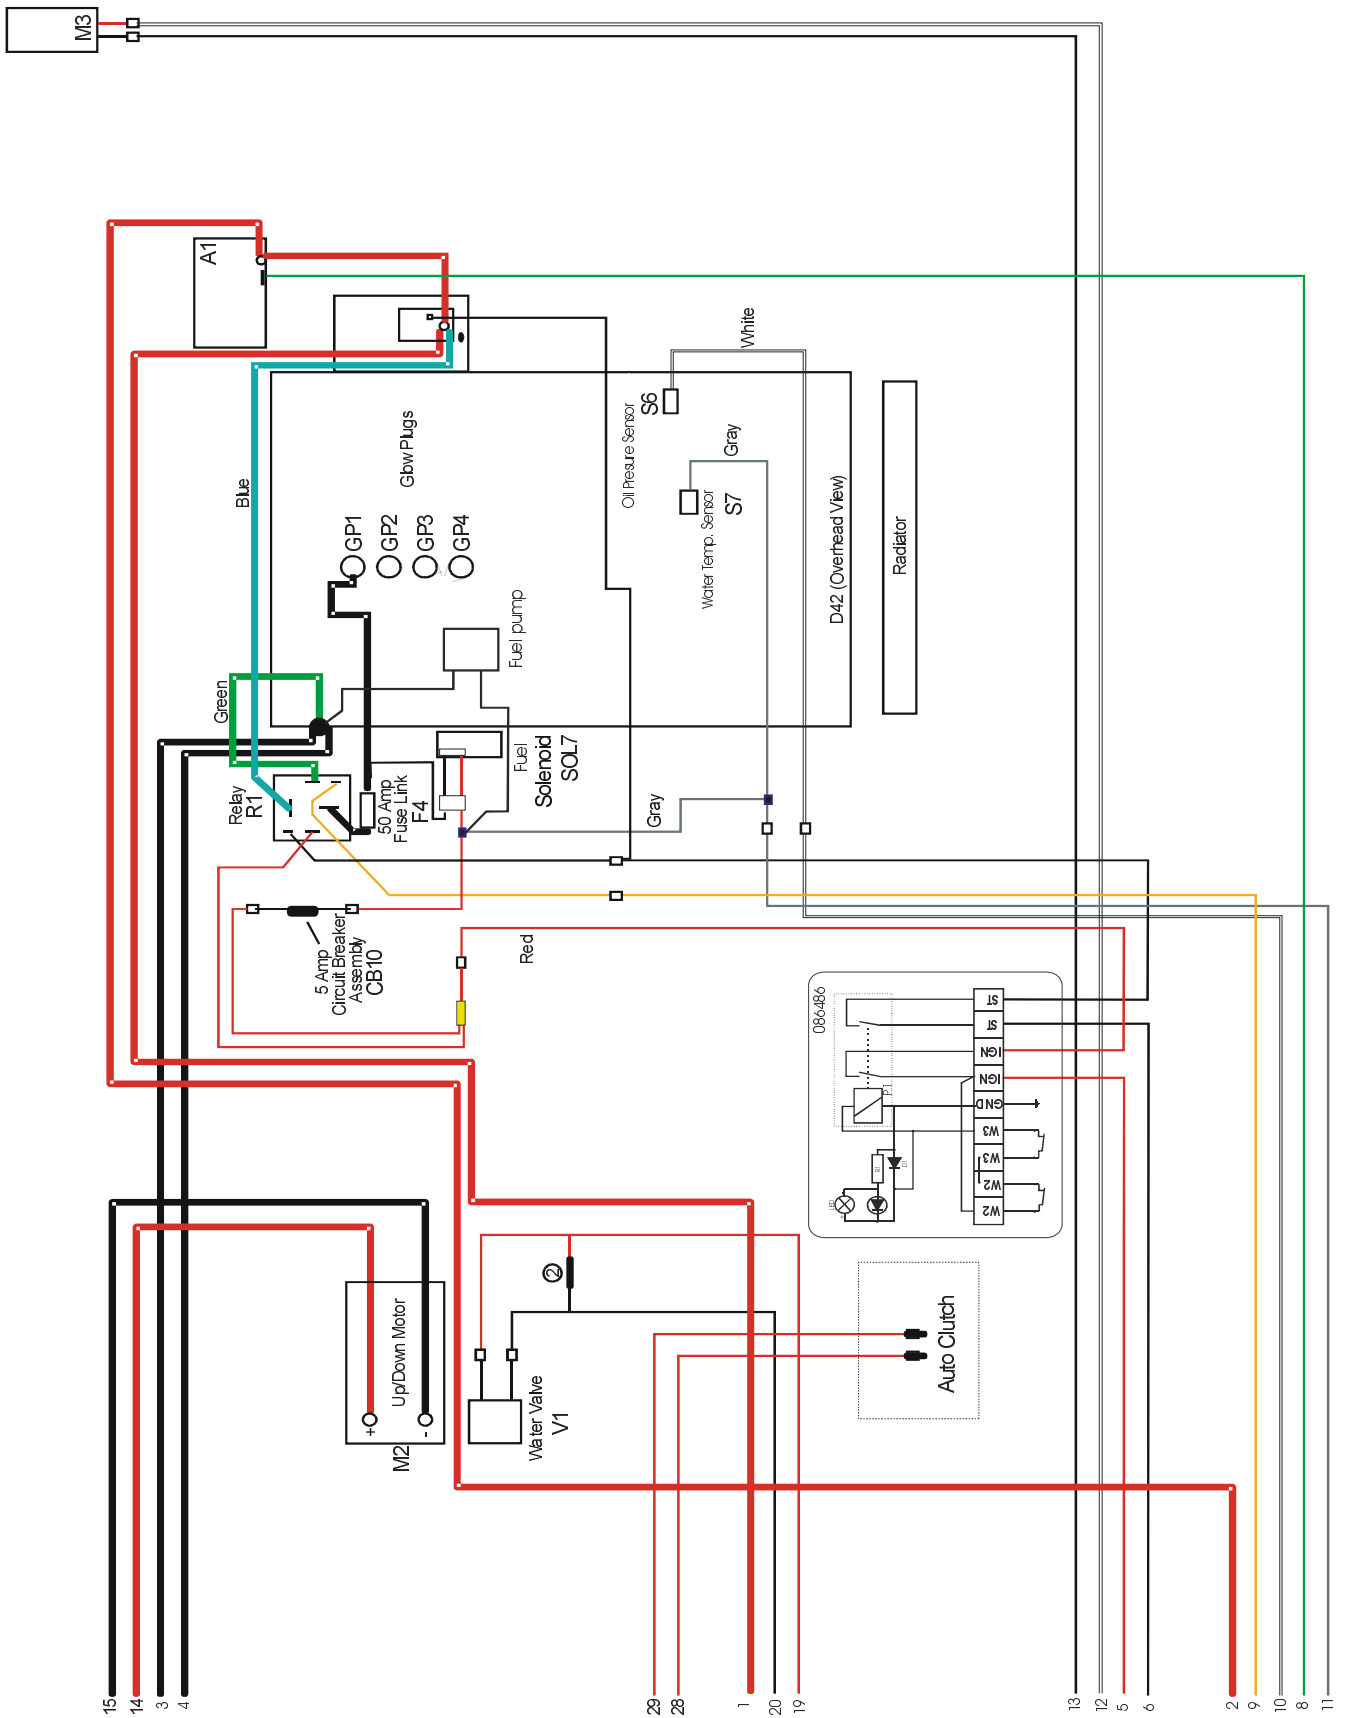 M3
A1
White
Oil Presure Sensor
S6
Glow Plugs
Gray
Blue
Water Temp. Sensor
S7
D42 (Overhead View)
Radiator
GP1
GP2
GP3
GP4
Fuel pump
Green
Fuel
Solenoid
SOL7
Relay
R1
50 Amp
Fuse Link
F4
Gray
5 Amp
Circuit Breaker
Assembly
CB10
Red
086486
ST
ST
IGN
IGN
GND
W3
W3
W2
W2
P1
R1
D1
LED
2
Up/Down Motor
+
-
M2
Water Valve
V1
Auto Clutch
15
14
3
4
29
28
1
20
19
13
12
5
6
2
9
10
8
11